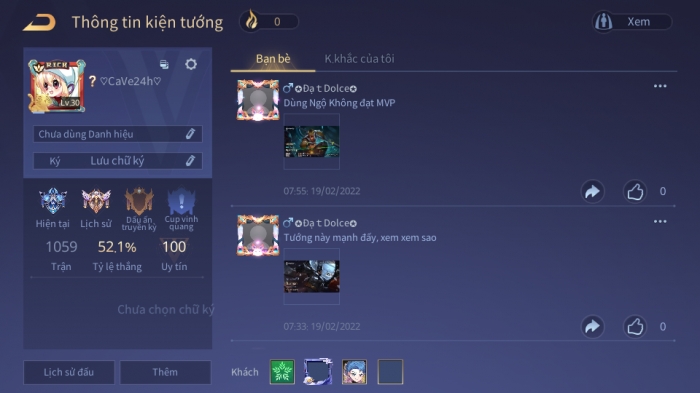 Thông tin kiện tướng
0
Xem
RICH
Lv.30
? ♡CaVe24h♡
Chưa dùng Danh hiệu
Ký Lưu chữ ký
Hiện tại
Lịch sử
Dấu ấn truyền kỳ
Cup vinh quang
1059
52,1%
100
Trận
Tỷ lệ thắng
Uy tín
Chưa chọn chữ ký
Lịch sử đấu
Thêm
Bạn bè
K.khắc của tôi
✪Đạ t Dolce✪
Dùng Ngộ Không đạt MVP
07:55: 19/02/2022
0
✪Đạ t Dolce✪
Tướng này mạnh đấy, xem xem sao
07:33: 19/02/2022
0
Khách